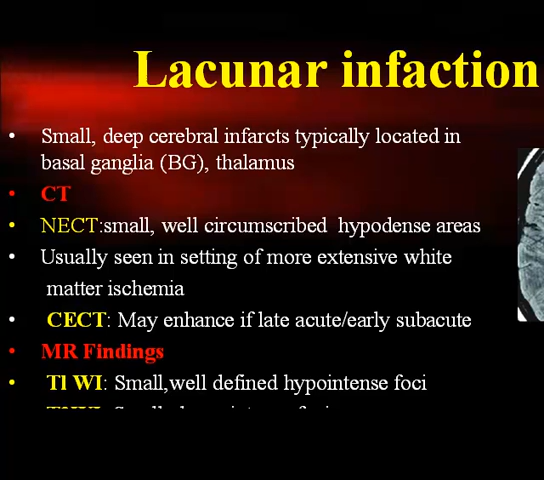 Lacunar infaction
• Small, deep cerebral infarcts typically located in
basal ganglia (BG), thalamus
• CT
• NECT:small, well circumscribed hypodense areas
• Usually seen in setting of more extensive white
matter ischemia
• CECT: May enhance if late acute/early subacute
• MR Findings
• Tl WI: Small,well defined hypointense foci